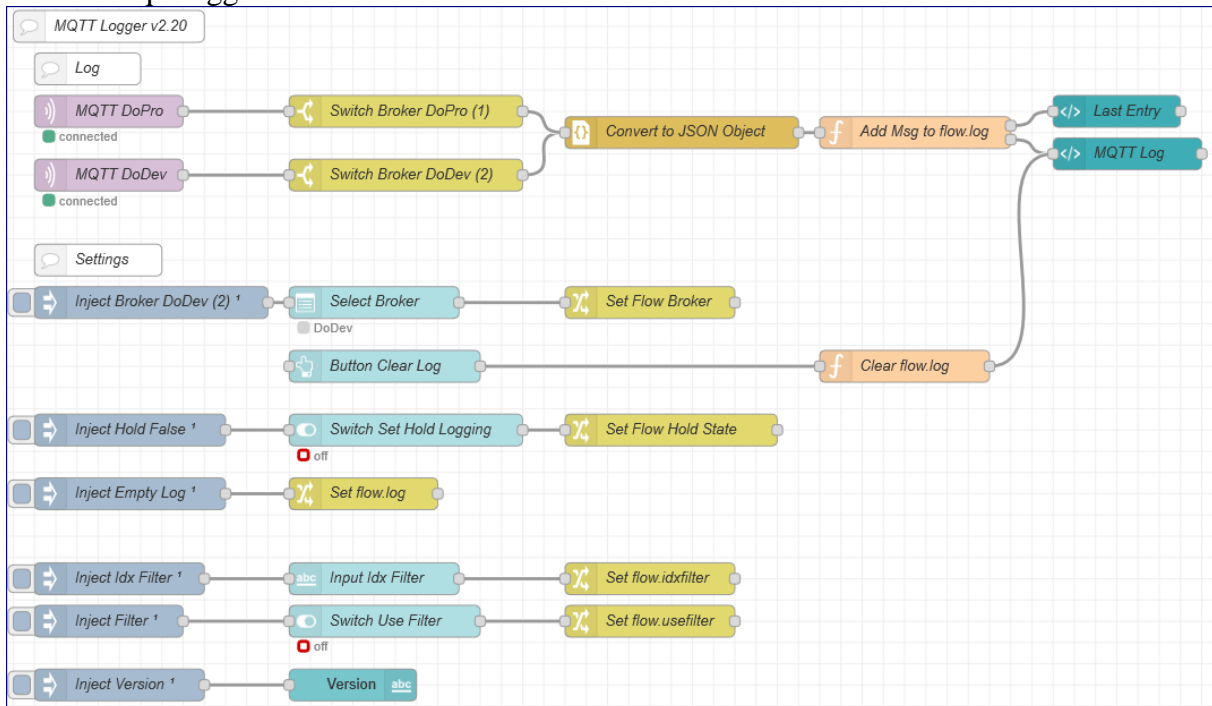 MQTT Logger v2.20
Log
MQTT DoPro
connected
Switch Broker DoPro (1)
Convert to JSON Object
Add Msg to flow.log
Last Entry
MQTT Log
MQTT DoDev
connected
Switch Broker DoDev (2)
Settings
Inject Broker DoDev (2) ¹
Select Broker
DoDev
Set Flow Broker
Button Clear Log
Clear flow.log
Inject Hold False ¹
Switch Set Hold Logging
off
Set Flow Hold State
Inject Empty Log ¹
Set flow.log
Inject Idx Filter ¹
abc
Input Idx Filter
Set flow.idxfilter
Inject Filter ¹
Switch Use Filter
off
Set flow.usefilter
Inject Version ¹
Version
abc